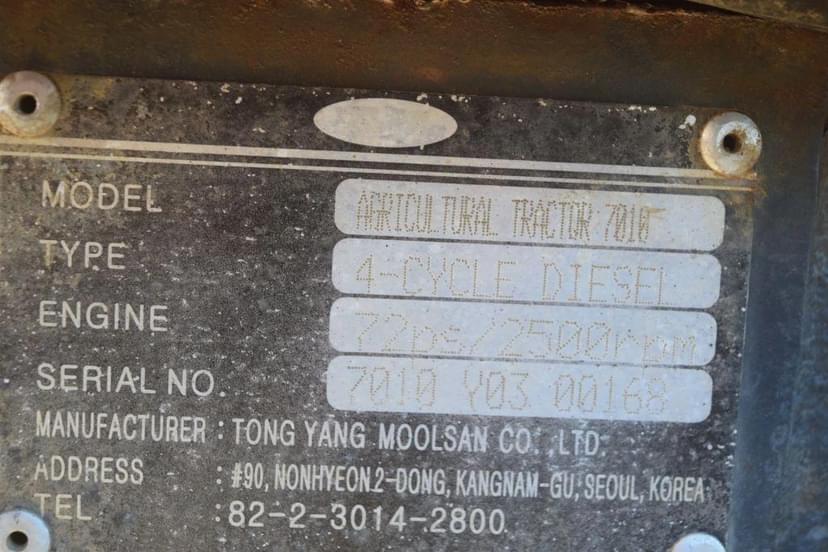 MODEL AGRICULTURAL TRACTOR 7010
TYPE 4-CYCLE DIESEL
ENGINE 72ps/2500rpm
SERIAL NO. 7010 Y03 00168
MANUFACTURER : TONG YANG MOOLSAN CO. ,LTD.
ADDRESS : #90, NONHYEON2-DONG, KANGNAM-GU, SEOUL, KOREA
TEL : 82-2-3014-2800